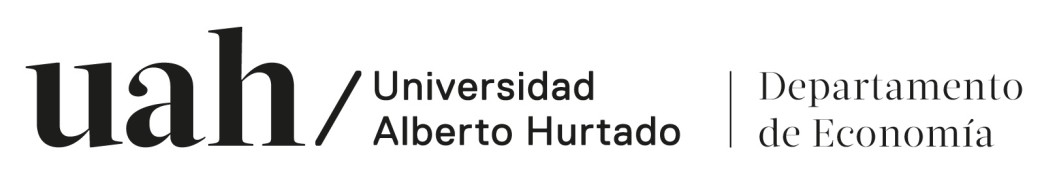 uah/ Universidad
Alberto Hurtado
Departamento
de Economía